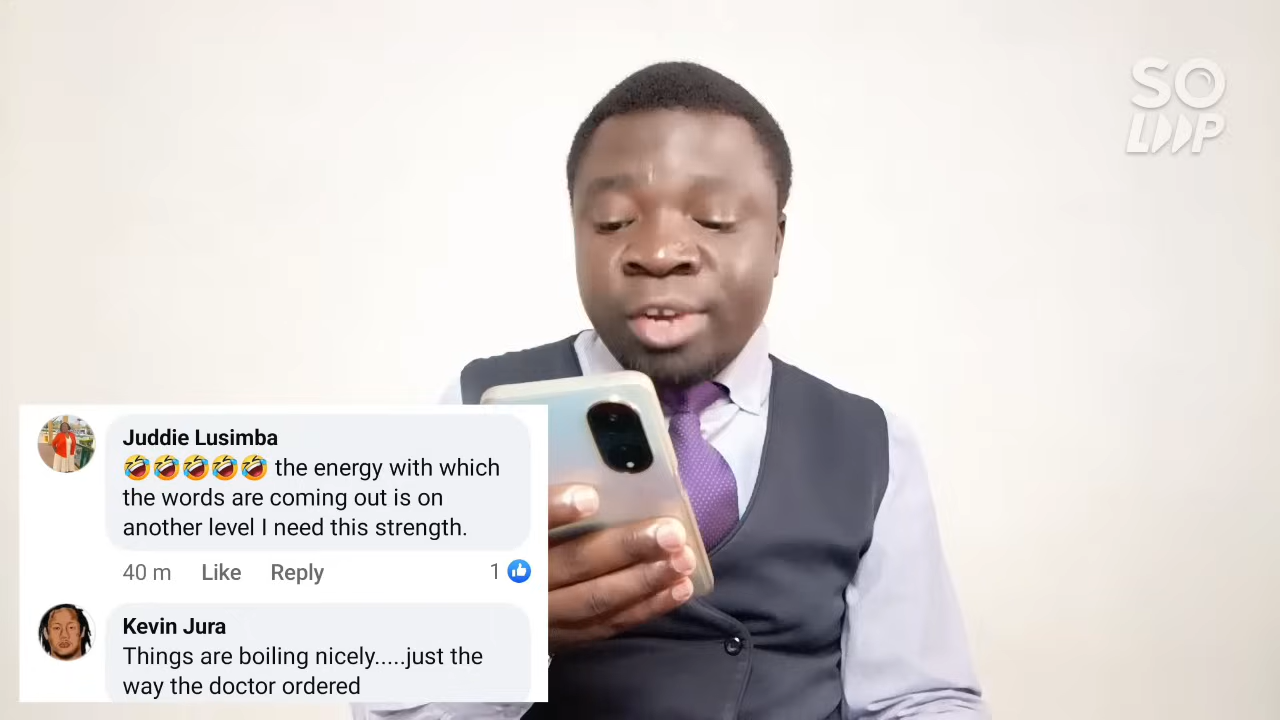 SO
LOOP
Juddie Lusimba
🤣🤣🤣🤣🤣 the energy with which
the words are coming out is on
another level I need this strength.
40 m Like Reply 1
Kevin Jura
Things are boiling nicely.....just the
way the doctor ordered